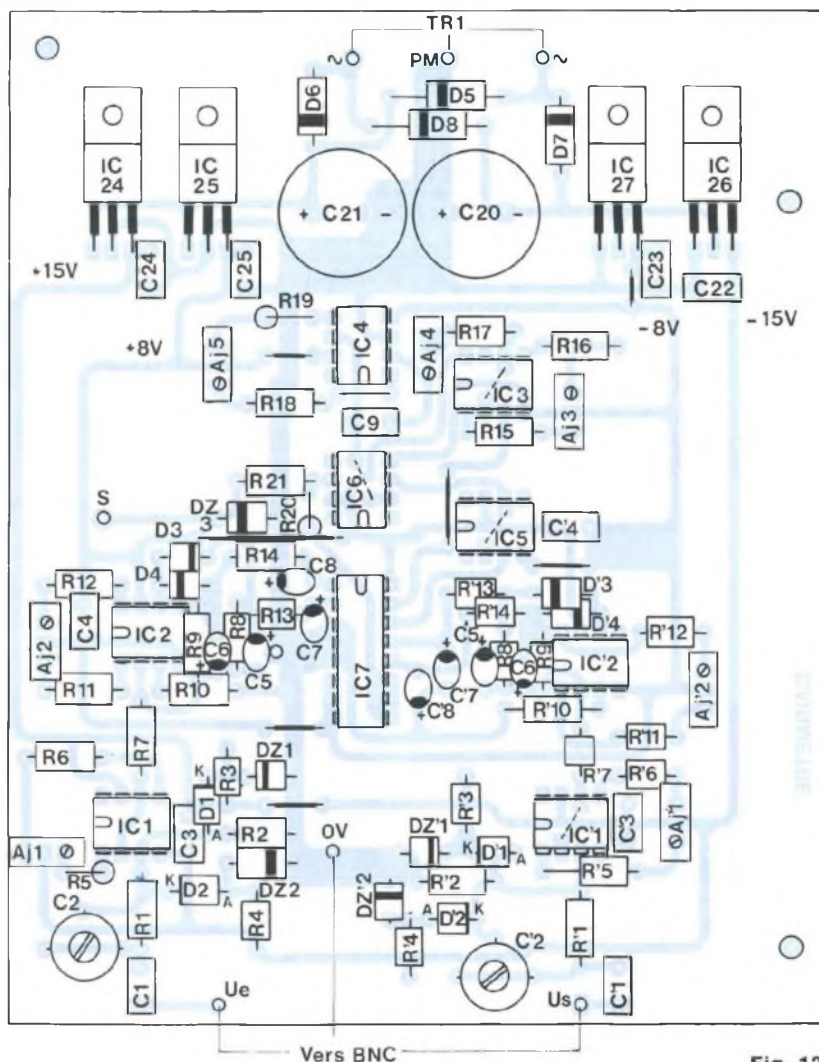 TR1
~ PM ~
D6 D5 D8 D7
IC 24
IC 25
IC 27
IC 26
+ C21 -
+ C20 -
C24 C25 C23 C22
+15V
-8V
-15V
+8V
R19
Aj5
IC4
Aj4
R17
R16
R18
C9
IC3
Aj3
R15
R21
IC6
S
DZ3
R20
IC5
C'4
D3
R14
C8
D4
R12
R13
R'13
R'14
D'3
D'4
R'12
Aj2
C4
IC2
R9
C6
R8
C5
C7
IC7
C'7
C'8
C5
R'8
C6
R'9
IC'2
R11
R10
R'10
Aj'2
R7
R'11
R6
R3
DZ1
R'3
R'7
R'6
K
D1
A
IC1
C3
R2
0V
DZ'1
K
D'1
A
IC'1
C'3
Aj'1
Aj1
R5
K
D2
A
DZ2
R'2
R'5
C2
R1
R4
DZ'2
A
D'2
K
R'4
C'2
R'1
C1
Ue
Us
C'1
Vers BNC